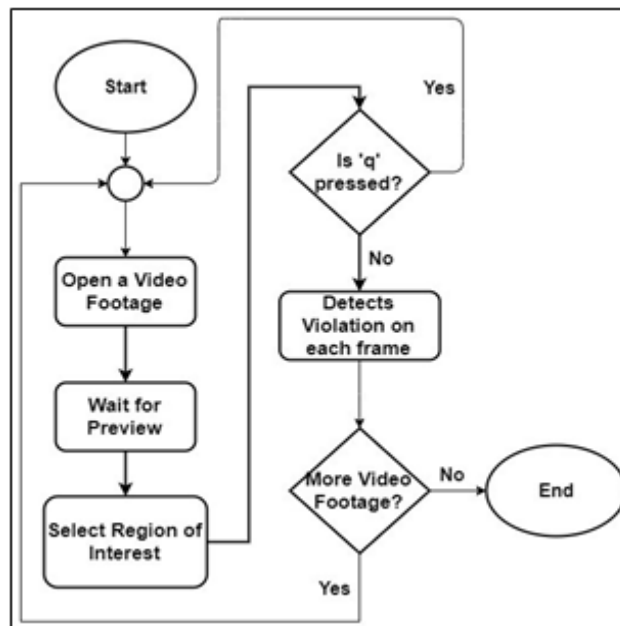 Start
Open a Video
Footage
Wait for
Preview
Select Region of
Interest
Is 'q'
pressed?
Yes
No
Detects
Violation on
each frame
More Video
Footage?
No
Yes
End